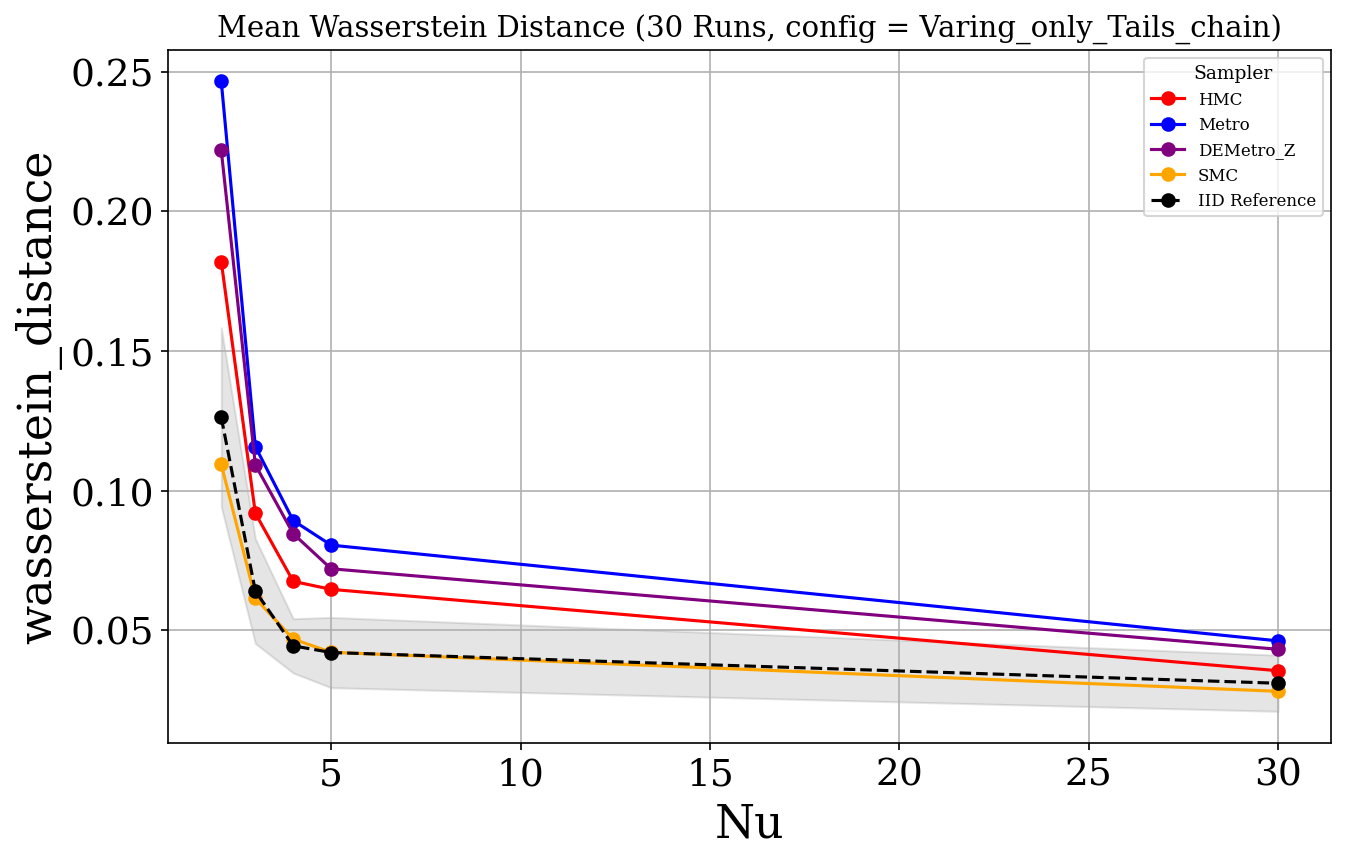 Mean Wasserstein Distance (30 Runs, config = Varing_only_Tails_chain)
wasserstein_distance
0.25
0.20
0.15
0.10
0.05
Sampler
HMC
Metro
DEMetro_Z
SMC
IID Reference
5
10
15
20
25
30
Nu